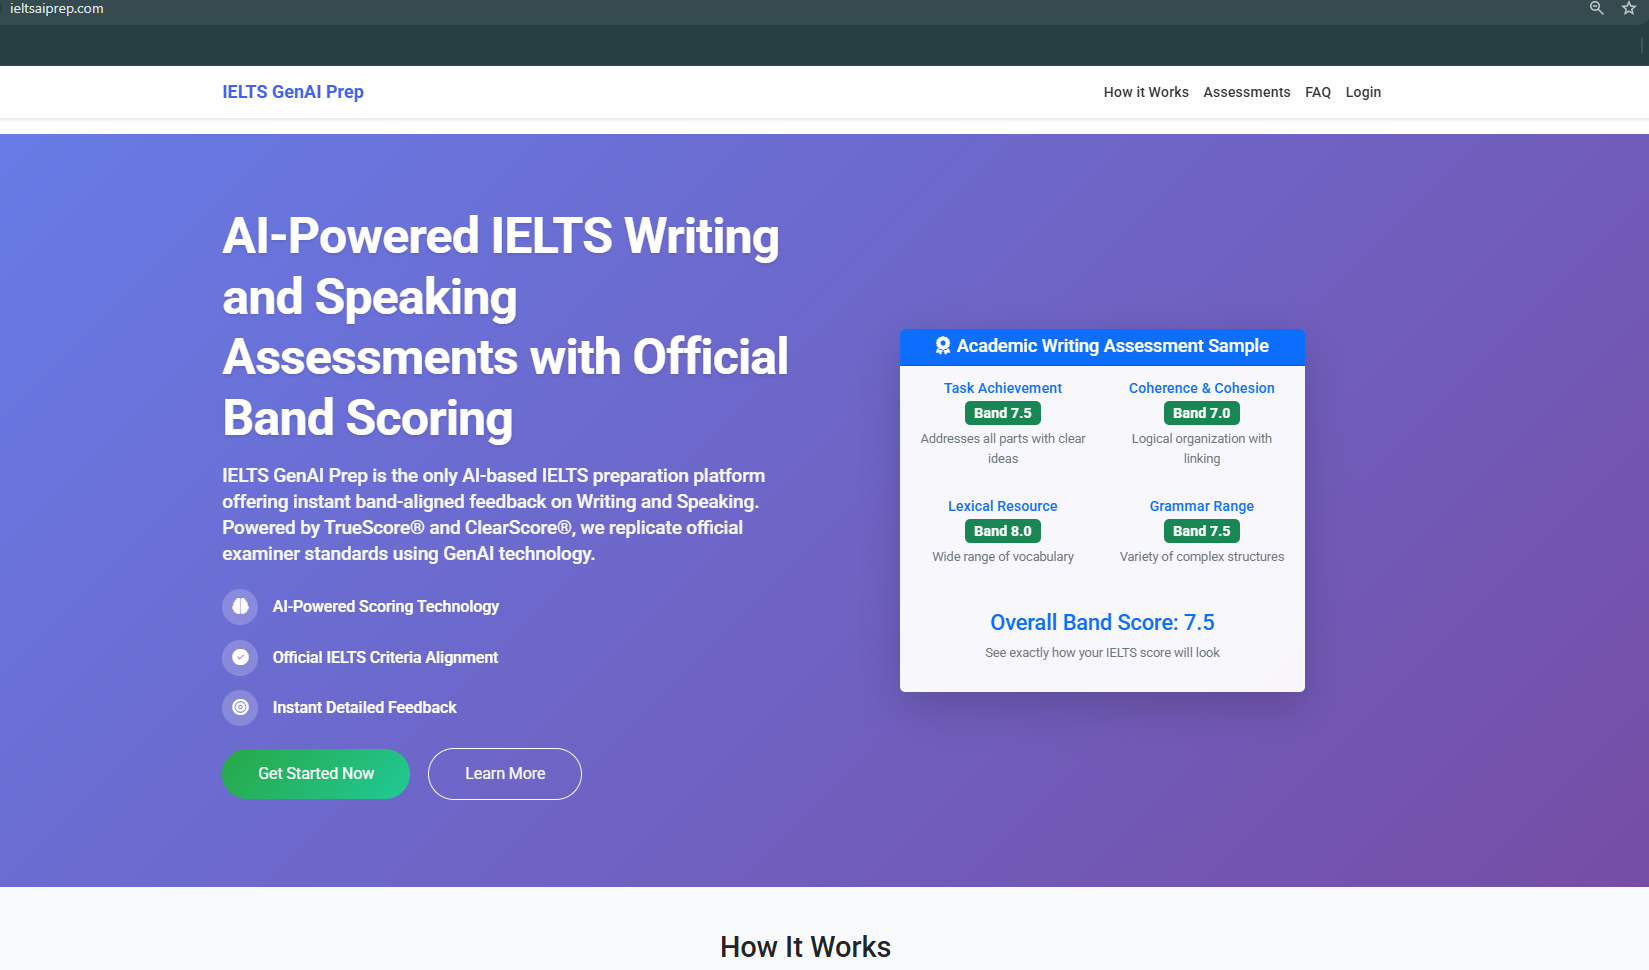 ieltsaiprep.com
IELTS GenAI Prep
How it Works Assessments FAQ Login
AI-Powered IELTS Writing
and Speaking
Assessments with Official
Band Scoring
IELTS GenAI Prep is the only AI-based IELTS preparation platform
offering instant band-aligned feedback on Writing and Speaking.
Powered by TrueScore® and ClearScore®, we replicate official
examiner standards using GenAI technology.
AI-Powered Scoring Technology
Official IELTS Criteria Alignment
Instant Detailed Feedback
Get Started Now
Learn More
Academic Writing Assessment Sample
Task Achievement
Band 7.5
Addresses all parts with clear
ideas
Coherence & Cohesion
Band 7.0
Logical organization with
linking
Lexical Resource
Band 8.0
Wide range of vocabulary
Grammar Range
Band 7.5
Variety of complex structures
Overall Band Score: 7.5
See exactly how your IELTS score will look
How It Works